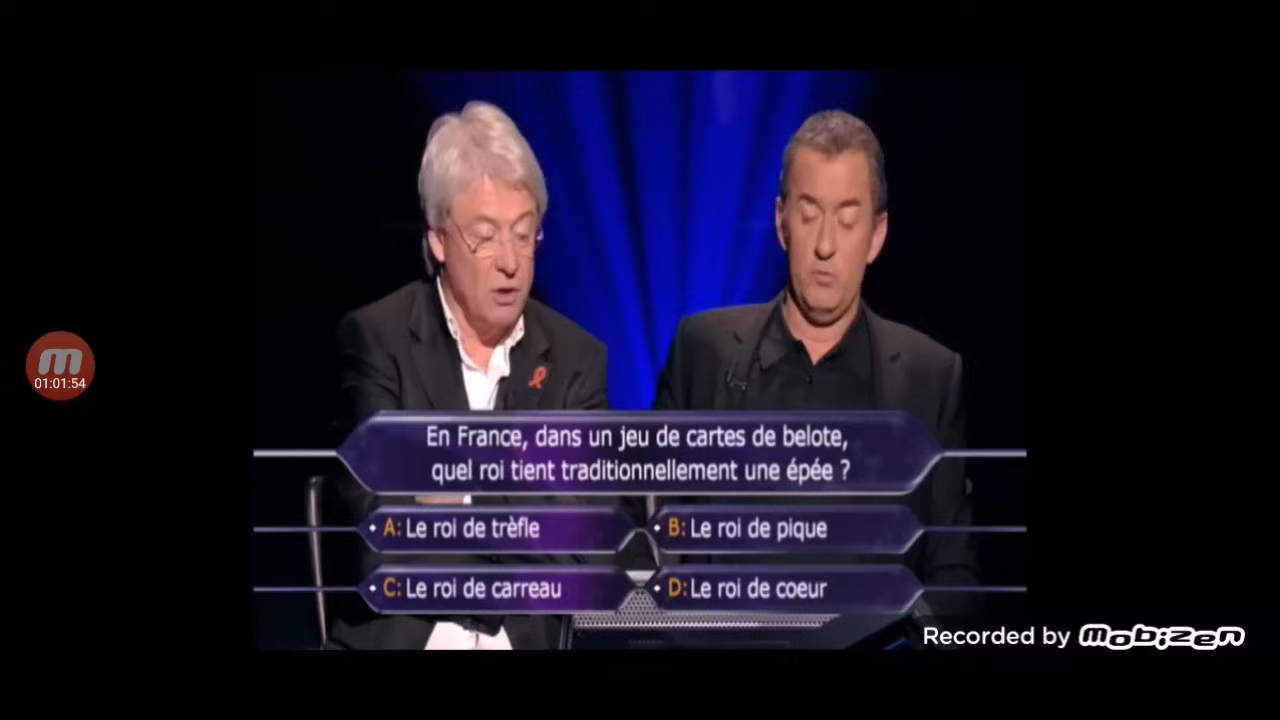 01:01:54
En France, dans un jeu de cartes de belote,
quel roi tient traditionnellement une épée ?
A: Le roi de trèfle
B: Le roi de pique
C: Le roi de carreau
D: Le roi de coeur
Recorded by mobizen